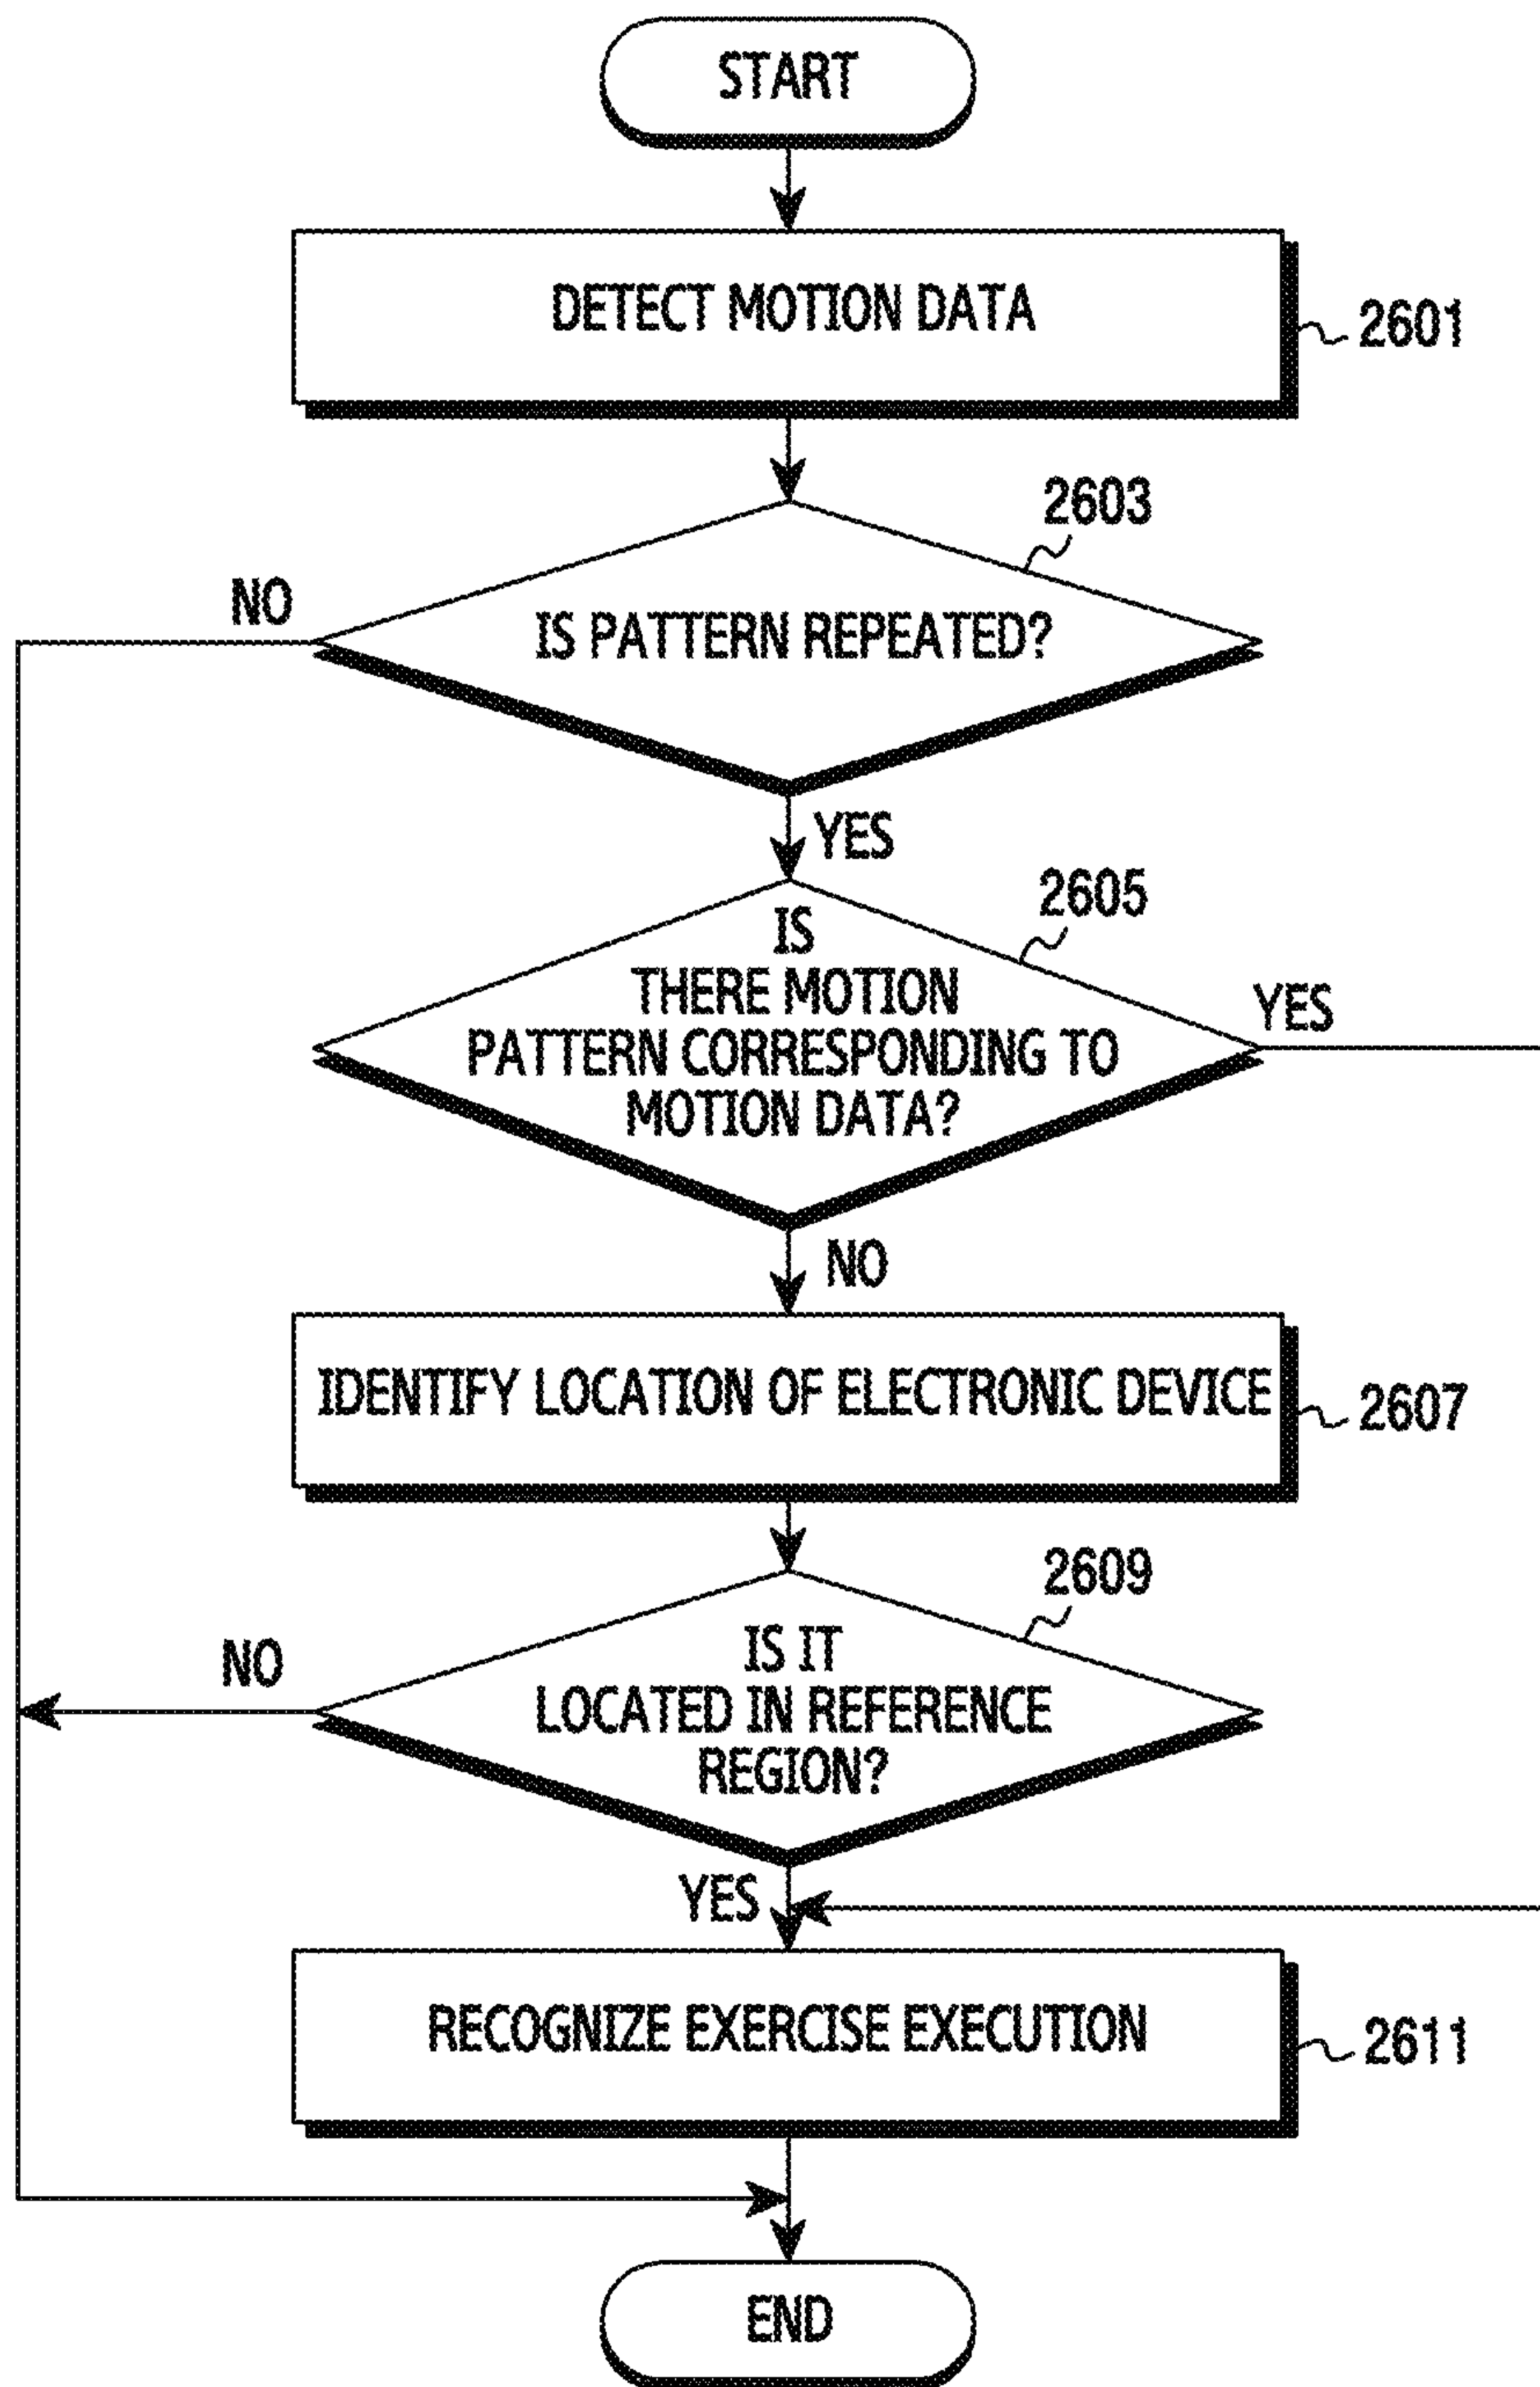 START
DETECT MOTION DATA
2601
2603
NO
IS PATTERN REPEATED?
YES
2605
IS
THERE MOTION
PATTERN CORRESPONDING TO
MOTION DATA?
YES
NO
IDENTIFY LOCATION OF ELECTRONIC DEVICE
2607
2609
NO
IS IT
LOCATED IN REFERENCE
REGION?
YES
RECOGNIZE EXERCISE EXECUTION
2611
END